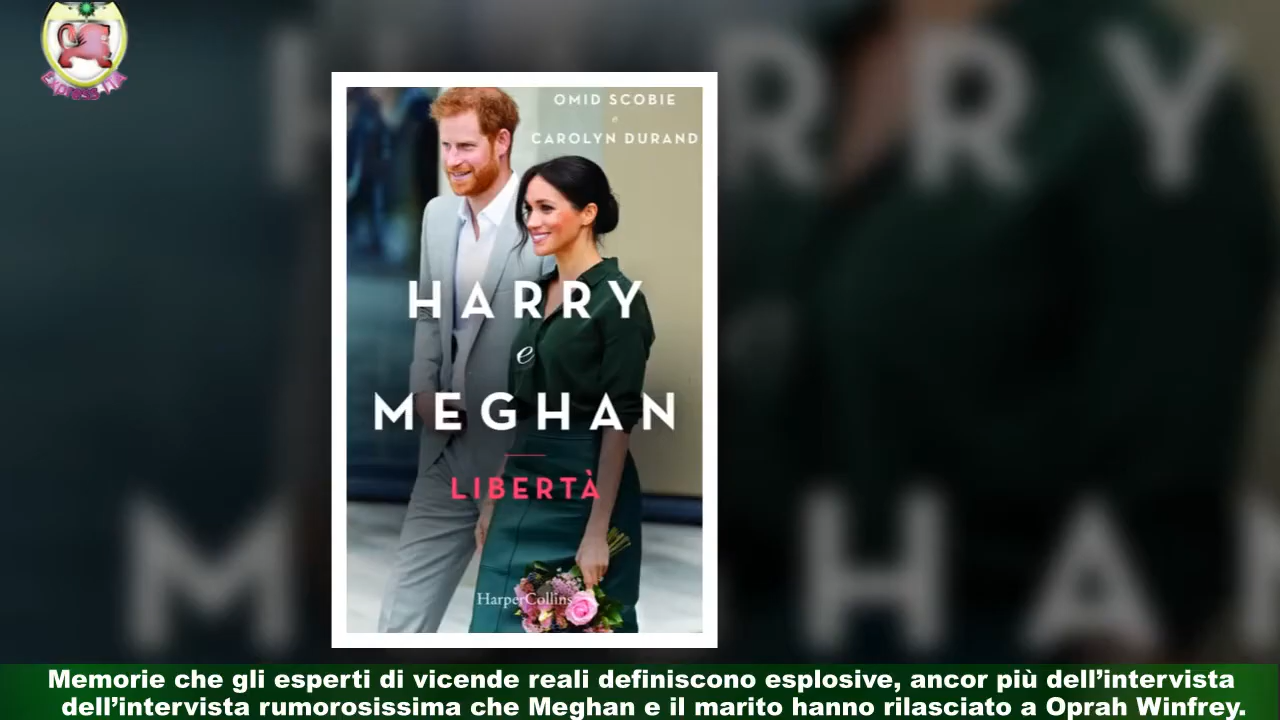 OMID SCOBIE
e
CAROLYN DURAND
HARRY
e
MEGHAN
LIBERTÀ
HarperCollins
Memorie che gli esperti di vicende reali definiscono esplosive, ancor più dell’intervista
dell’intervista rumorosissima che Meghan e il marito hanno rilasciato a Oprah Winfrey.